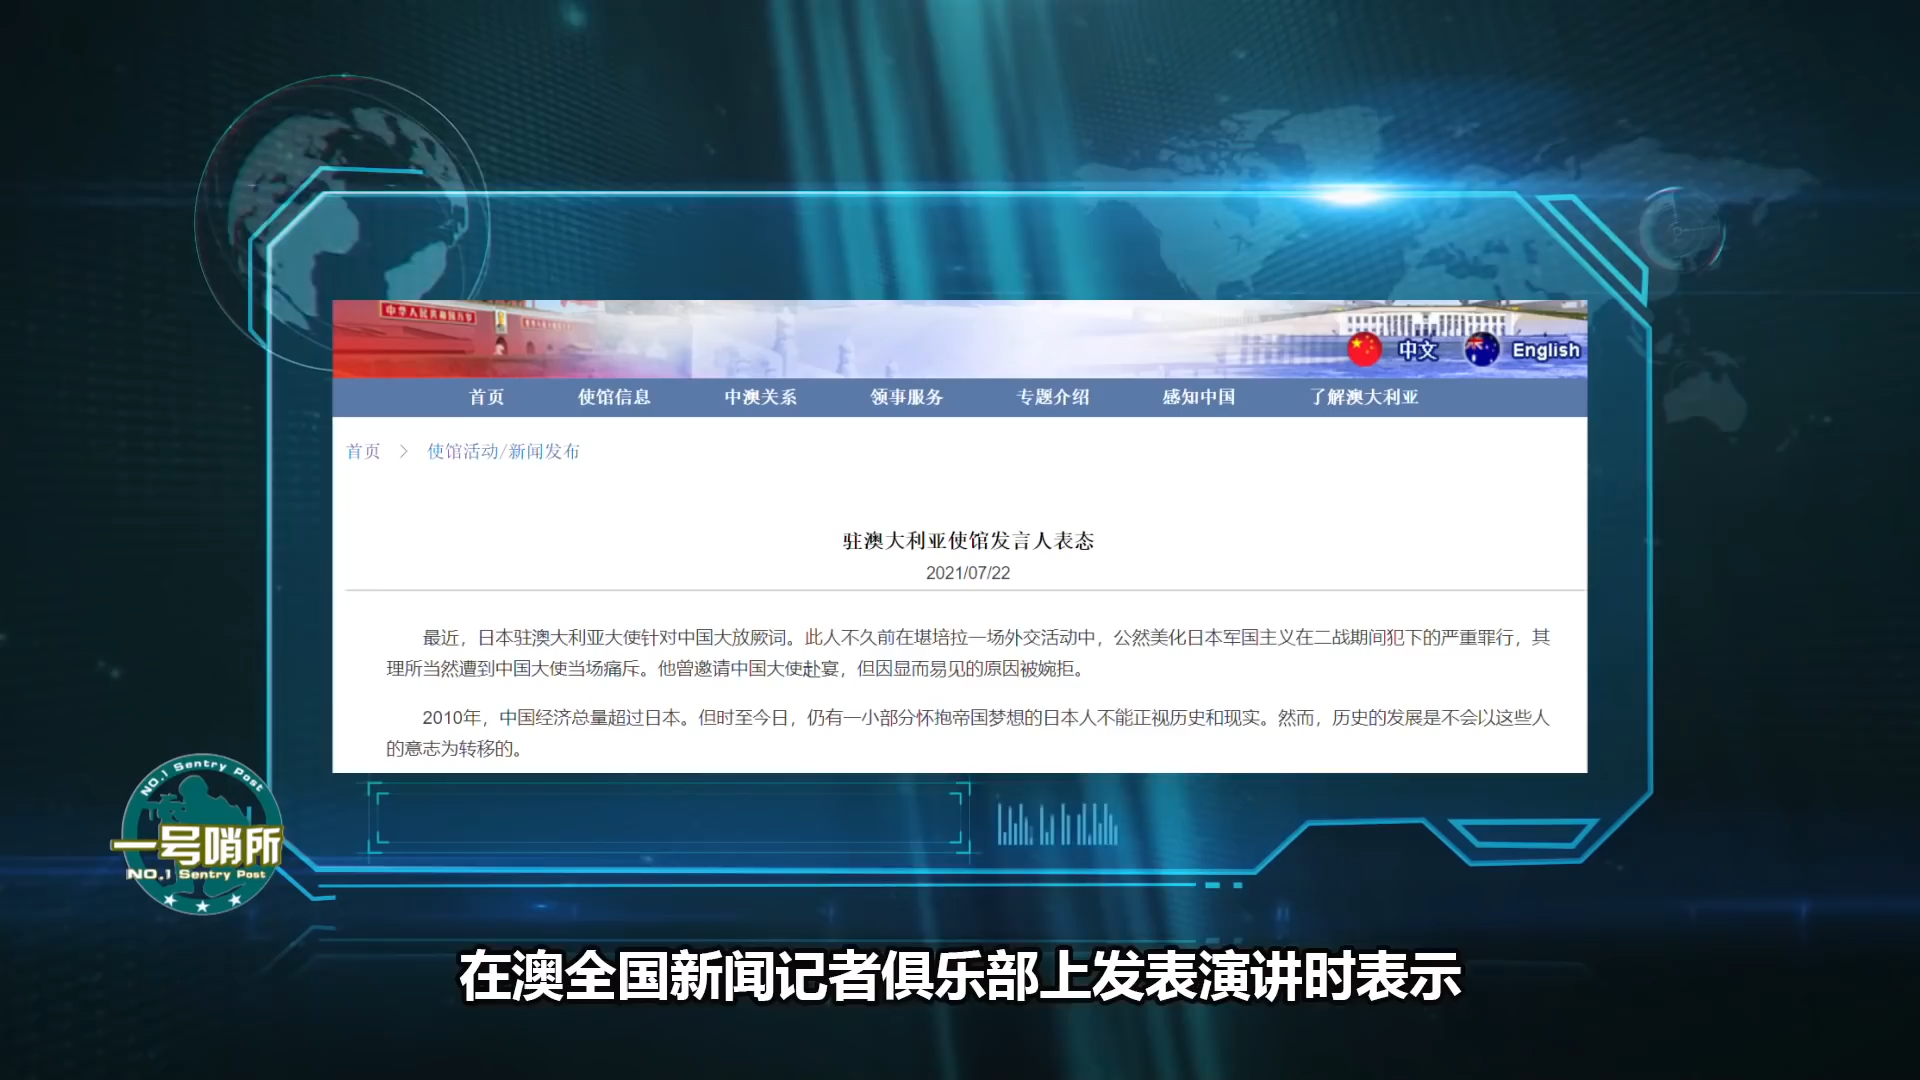 中华人民共和国万岁
中文
English
首页
使馆信息
中澳关系
领事服务
专题介绍
感知中国
了解澳大利亚
首页 > 使馆活动/新闻发布
驻澳大利亚使馆发言人表态
2021/07/22
最近，日本驻澳大利亚大使针对中国大放厥词。此人不久前在堪培拉一场外交活动中，公然美化日本军国主义在二战期间犯下的严重罪行，其
理所当然遭到中国大使当场痛斥。他曾邀请中国大使赴宴，但因显而易见的原因被婉拒。
2010年，中国经济总量超过日本。但时至今日，仍有一小部分怀抱帝国梦想的日本人不能正视历史和现实。然而，历史的发展是不会以这些人
的意志为转移的。
NO.1 Sentry Post
一号哨所
NO.1 Sentry Post
在澳全国新闻记者俱乐部上发表演讲时表示